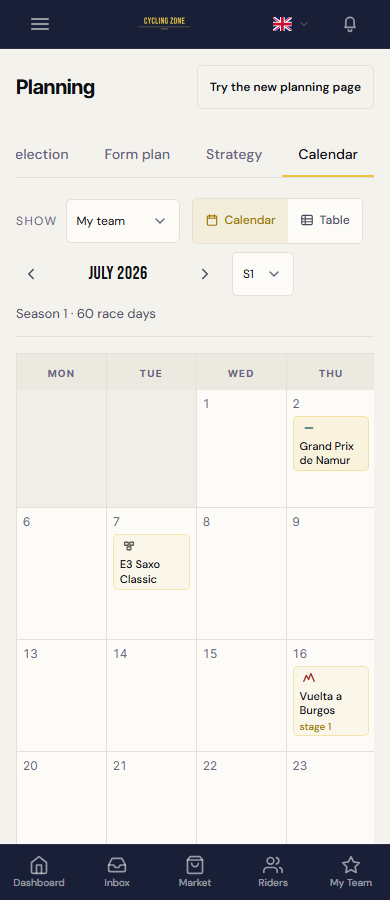 CYCLING ZONE
Planning
Try the new planning page
election
Form plan
Strategy
Calendar
SHOW
My team
Calendar
Table
JULY 2026
S1
Season 1 · 60 race days
MON
TUE
WED
THU
1
2
Grand Prix
de Namur
6
7
E3 Saxo
Classic
8
9
13
14
15
16
Vuelta a
Burgos
stage 1
20
21
22
23
Dashboard
Inbox
Market
Riders
My Team